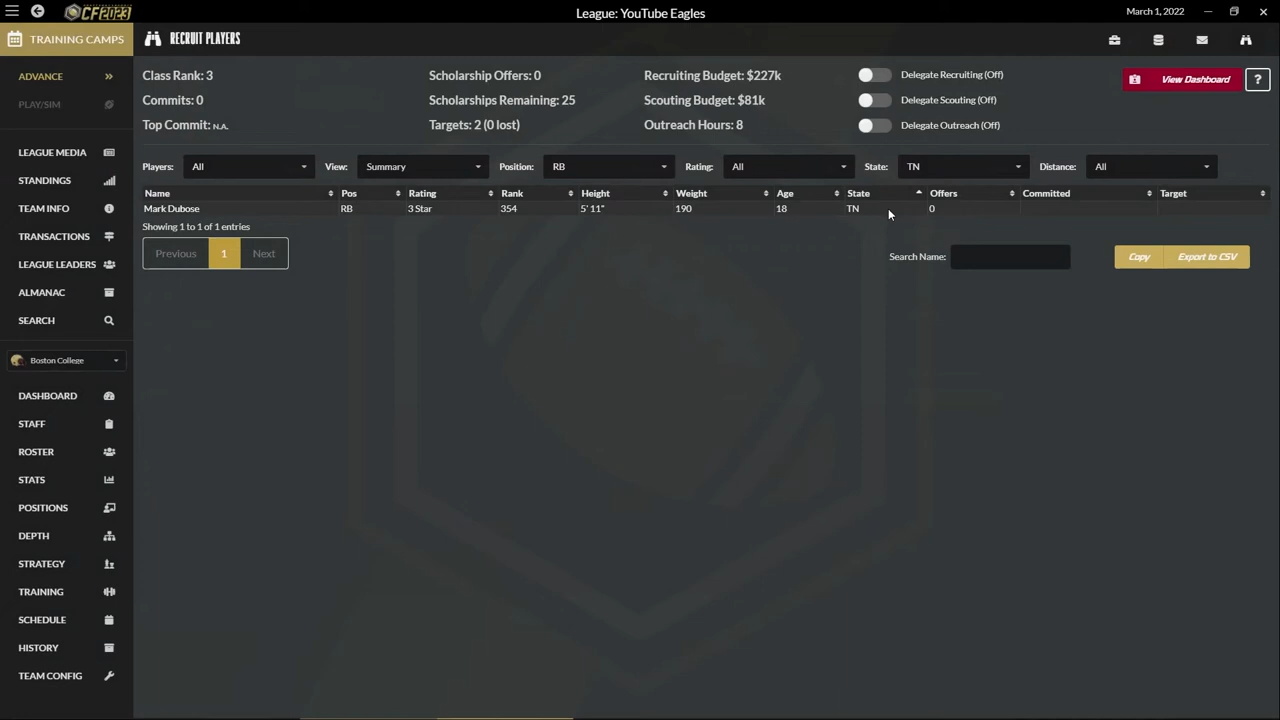 CF2023
League: YouTube Eagles
March 1, 2022
TRAINING CAMPS
RECRUIT PLAYERS
ADVANCE
PLAY/SIM
LEAGUE MEDIA
STANDINGS
TEAM INFO
TRANSACTIONS
LEAGUE LEADERS
ALMANAC
SEARCH
Boston College
DASHBOARD
STAFF
ROSTER
STATS
POSITIONS
DEPTH
STRATEGY
TRAINING
SCHEDULE
HISTORY
TEAM CONFIG
Class Rank: 3 Scholarship Offers: 0 Recruiting Budget: $227k Delegate Recruiting (Off) View Dashboard ?
Commits: 0 Scholarships Remaining: 25 Scouting Budget: $81k Delegate Scouting (Off)
Top Commit: N.A. Targets: 2 (0 lost) Outreach Hours: 8 Delegate Outreach (Off)
Players: All View: Summary Position: RB Rating: All State: TN Distance: All
Name Pos Rating Rank Height Weight Age State Offers Committed Target
Mark Dubose RB 3 Star 354 5' 11" 190 18 TN 0
Showing 1 to 1 of 1 entries
Previous 1 Next Search Name: Copy Export to CSV